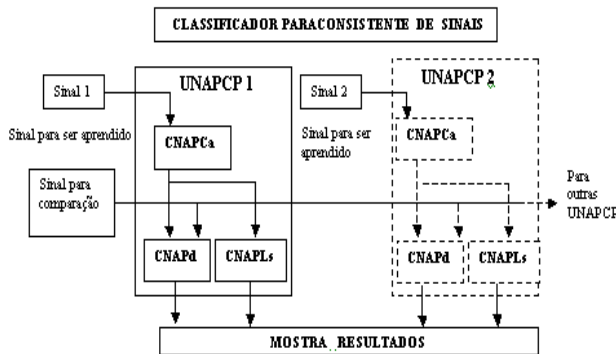 CLASSIFICADOR PARACONSISTENTE DE SINAIS
UNAPCP 1
UNAPCP 2
Sinal 1
Sinal 2
Sinal para ser aprendido
CNAPCa
Sinal para ser
aprendido
CNAPCa
Sinal para
comparação
Para
outras
UNAPCP
CNAPd
CNAPLs
CNAPd
CNAPLs
MOSTRA RESULTADOS